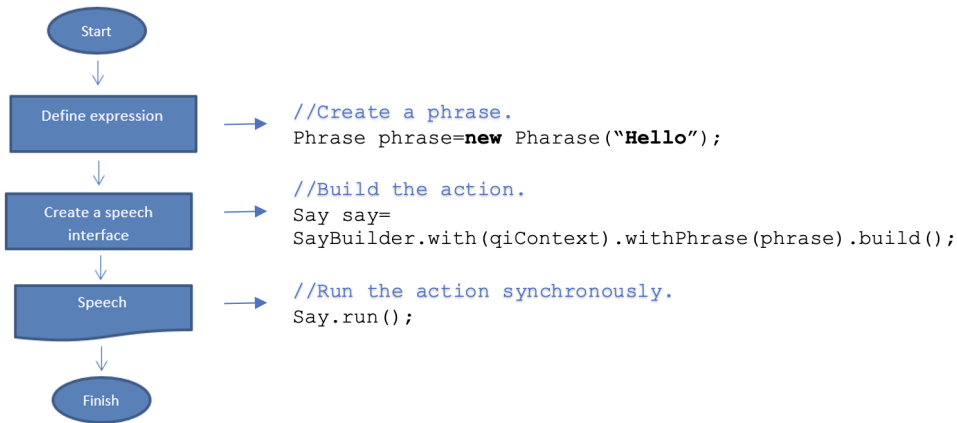 Start
Define expression
//Create a phrase.
Phrase phrase=new Pharase(“Hello”);
Create a speech
interface
//Build the action.
Say say=
SayBuilder.with(qiContext).withPhrase(phrase).build();
Speech
//Run the action synchronously.
Say.run();
Finish